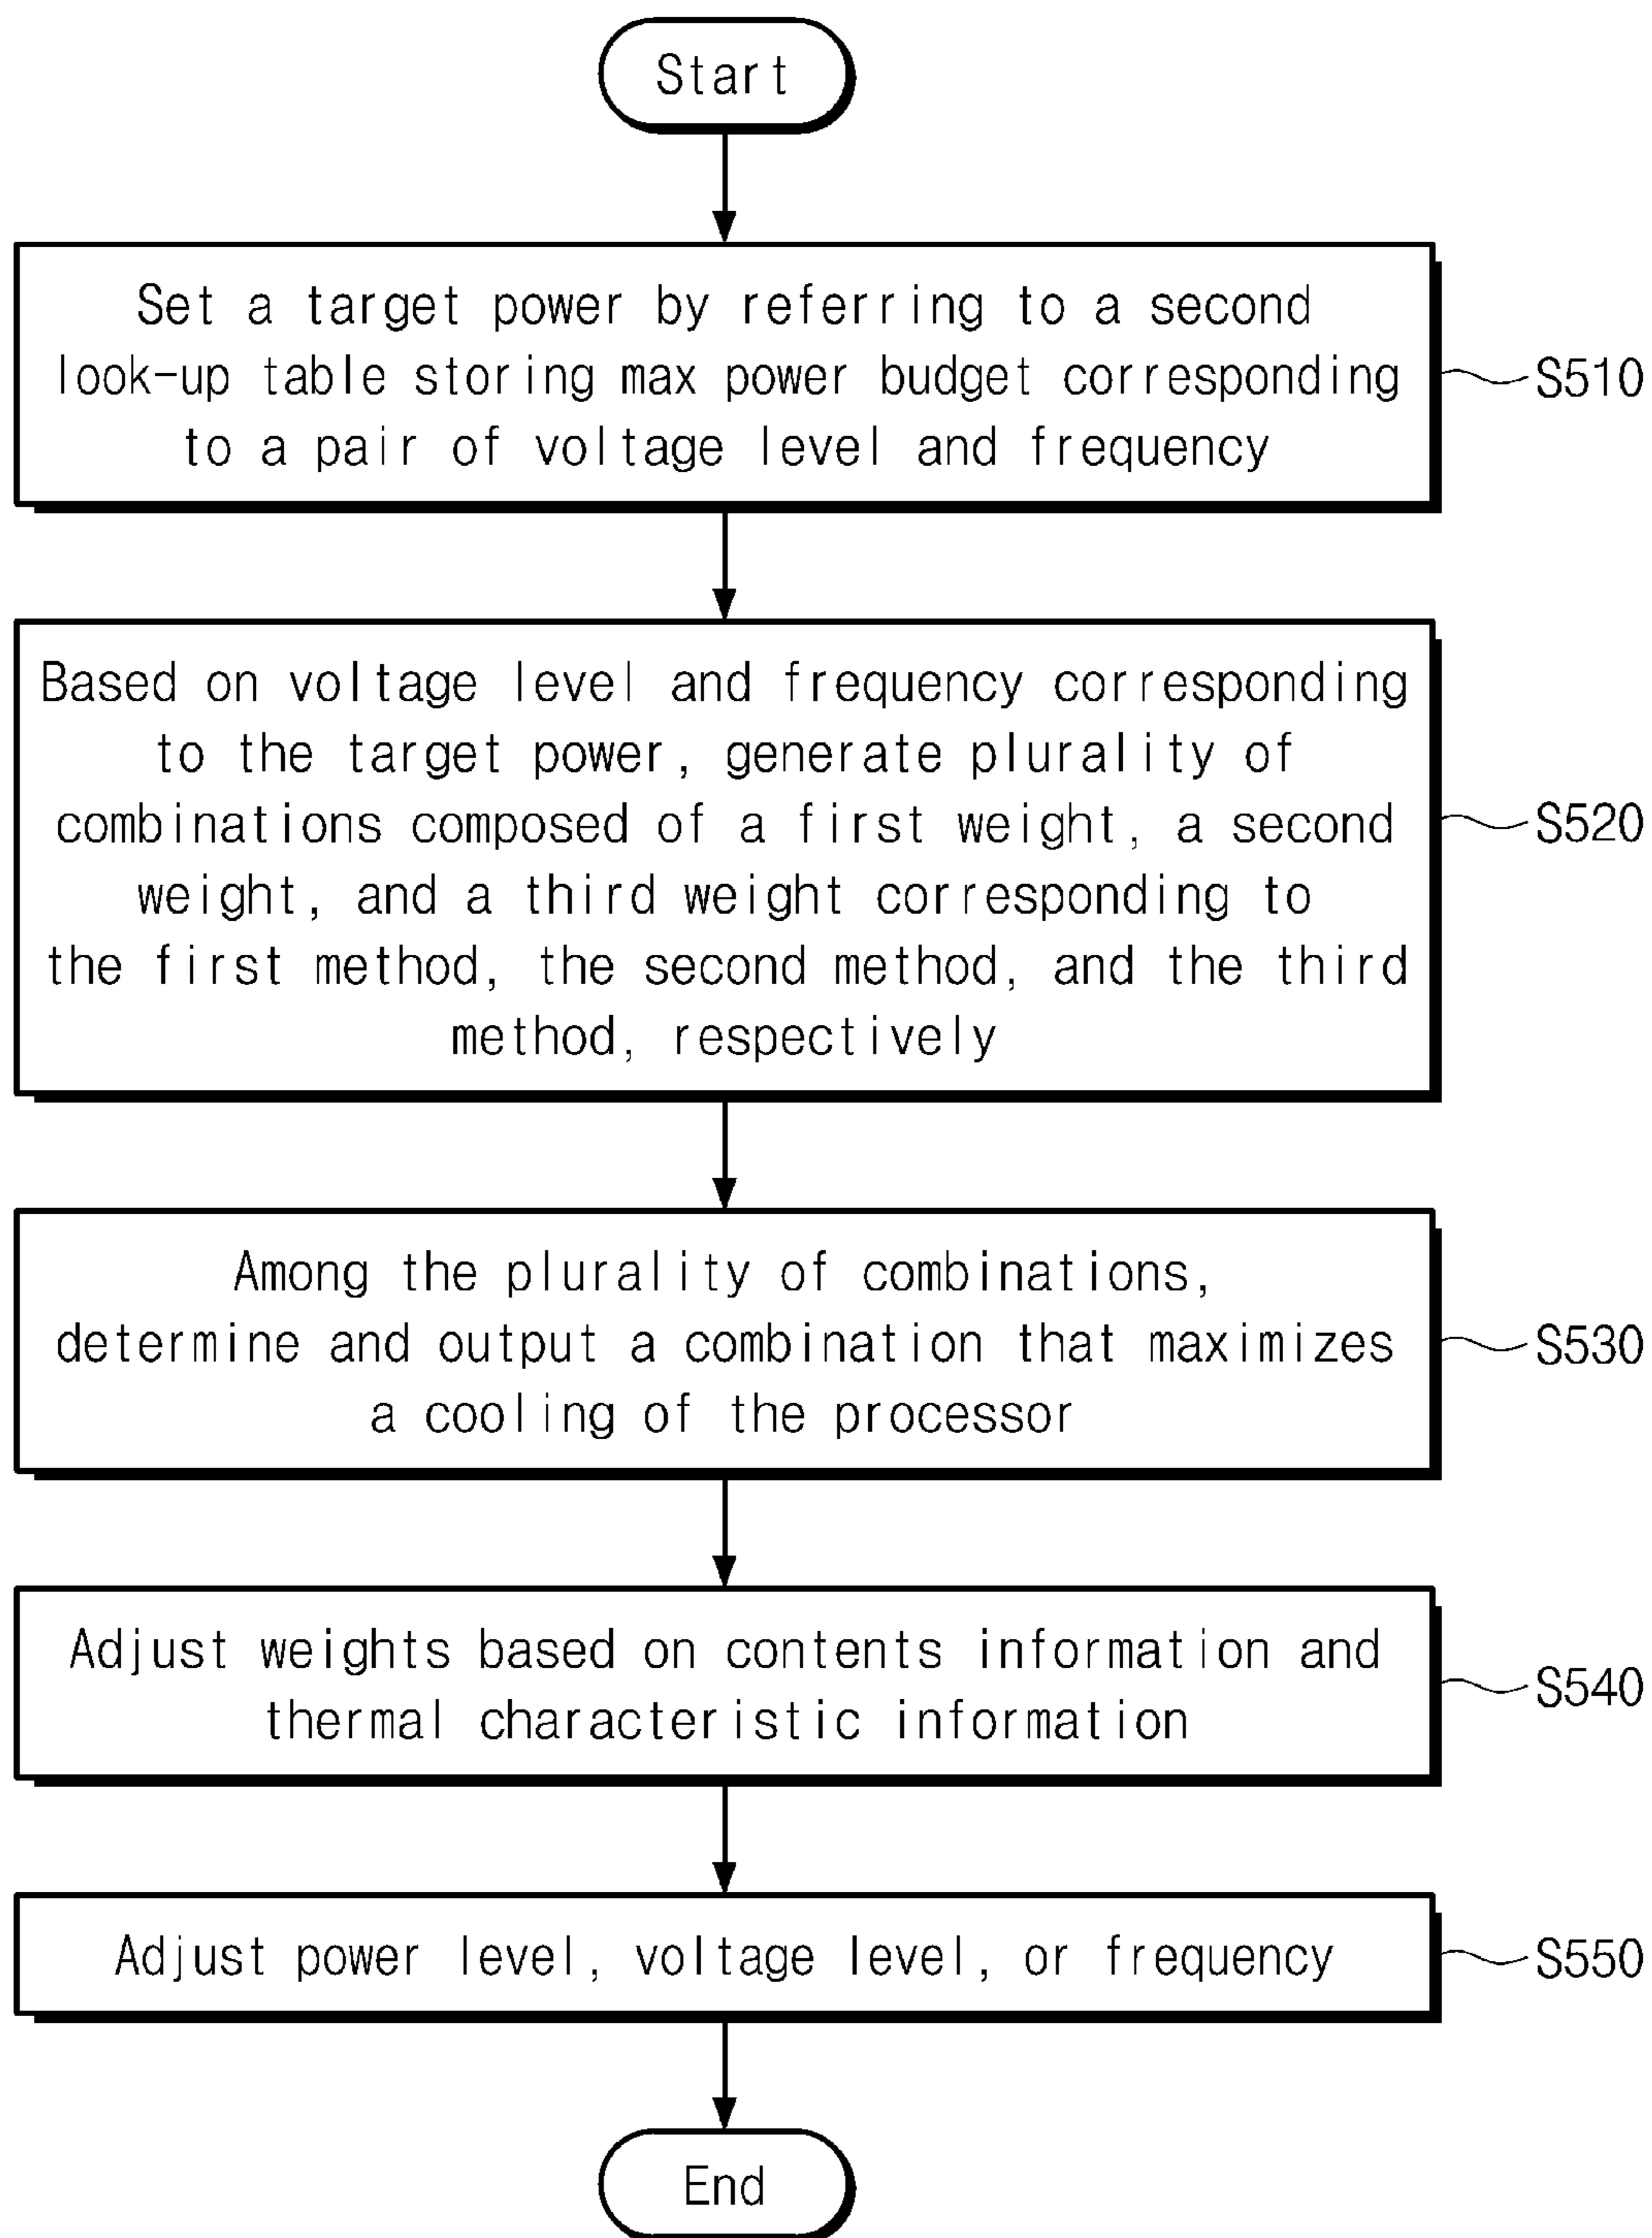 Start
Set a target power by referring to a second
look-up table storing max power budget corresponding
to a pair of voltage level and frequency
S510
Based on voltage level and frequency corresponding
to the target power, generate plurality of
combinations composed of a first weight, a second
weight, and a third weight corresponding to
the first method, the second method, and the third
method, respectively
S520
Among the plurality of combinations,
determine and output a combination that maximizes
a cooling of the processor
S530
Adjust weights based on contents information and
thermal characteristic information
S540
Adjust power level, voltage level, or frequency
S550
End